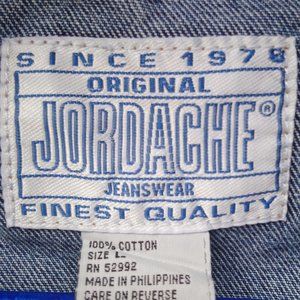 SINCE 1978
ORIGINAL
JORDACHE®
JEANSWEAR
FINEST QUALITY
100% COTTON
SIZE L
RN 52992
MADE IN PHILIPPINES
CARE ON REVERSE